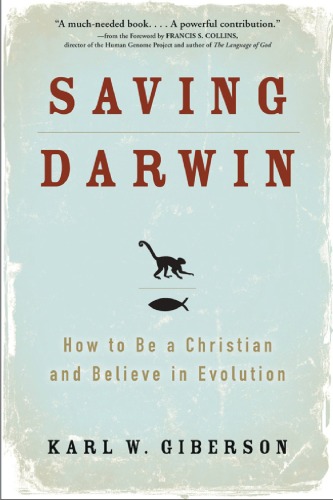 "A much-needed book. . . . A powerful contribution."
—from the Foreword by FRANCIS S. COLLINS,
director of the Human Genome Project and author of The Language of God
SAVING
DARWIN
How to Be a Christian
and Believe in Evolution
KARL W. GIBERSON